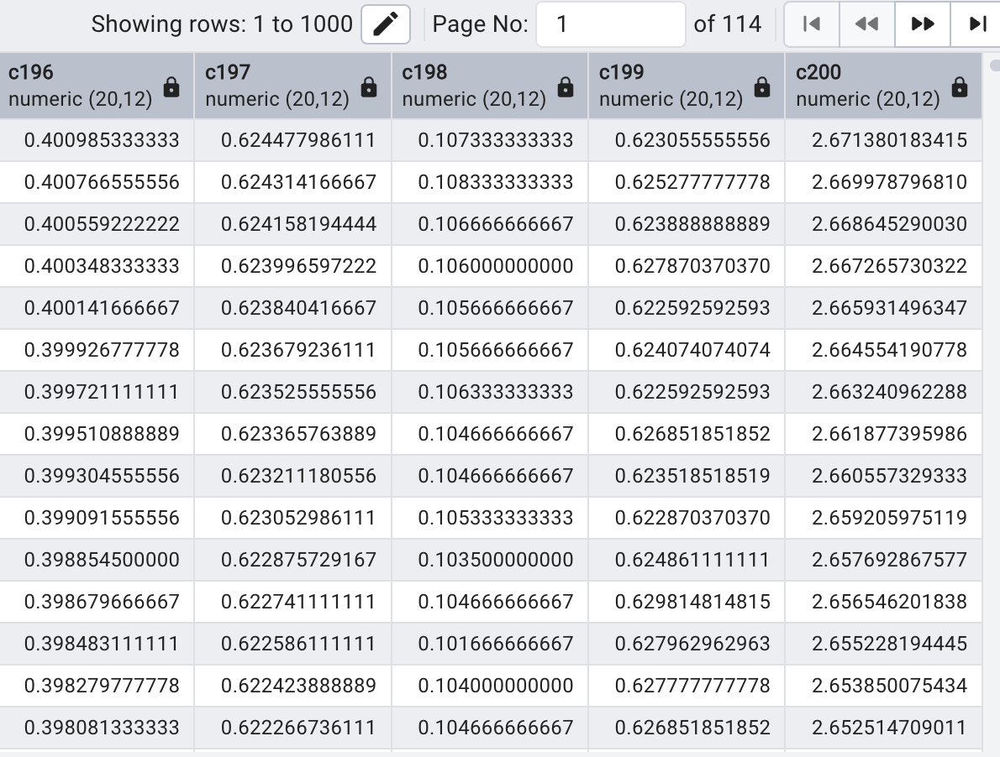 Showing rows: 1 to 1000 Page No: 1 of 114
c196 c197 c198 c199 c200
numeric (20,12) numeric (20,12) numeric (20,12) numeric (20,12) numeric (20,12)
0.400985333333 0.624477986111 0.107333333333 0.623055555556 2.671380183415
0.400766555556 0.624314166667 0.108333333333 0.625277777778 2.669978796810
0.400559222222 0.624158194444 0.106666666667 0.623888888889 2.668645290030
0.400348333333 0.623996597222 0.106000000000 0.627870370370 2.667265730322
0.400141666667 0.623840416667 0.105666666667 0.622592592593 2.665931496347
0.399926777778 0.623679236111 0.105666666667 0.624074074074 2.664554190778
0.399721111111 0.623525555556 0.106333333333 0.622592592593 2.663240962288
0.399510888889 0.623365763889 0.104666666667 0.626851851852 2.661877395986
0.399304555556 0.623211180556 0.104666666667 0.623518518519 2.660557329333
0.399091555556 0.623052986111 0.105333333333 0.622870370370 2.659205975119
0.398854500000 0.622875729167 0.103500000000 0.624861111111 2.657692867577
0.398679666667 0.622741111111 0.104666666667 0.629814814815 2.656546201838
0.398483111111 0.622586111111 0.101666666667 0.627962962963 2.655228194445
0.398279777778 0.622423888889 0.104000000000 0.627777777778 2.653850075434
0.398081333333 0.622266736111 0.104666666667 0.626851851852 2.652514709011